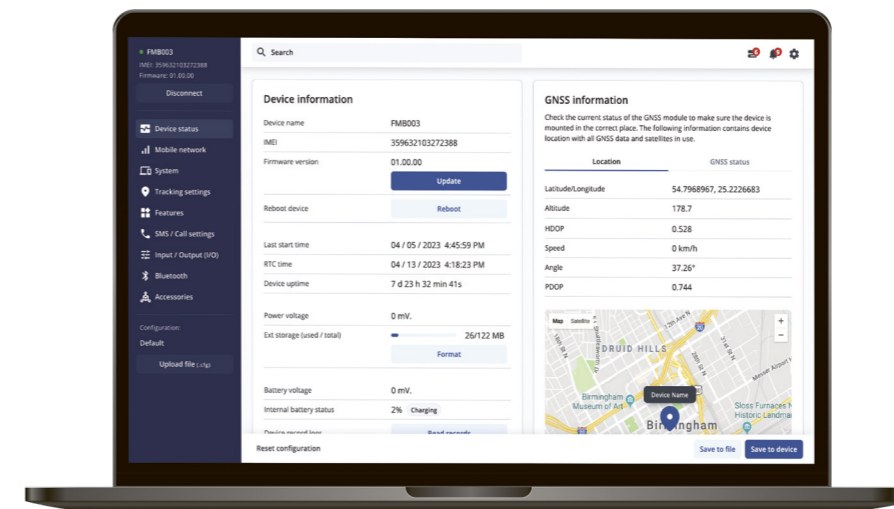 FMB003
IMEI: 359632103272388
Firmware: 01.00.00
Disconnect
Device status
Mobile network
System
Tracking settings
Features
SMS / Call settings
Input / Output (I/O)
Bluetooth
Accessories
Configuration:
Default
Upload file (.cfg)
Search
Device information
Device name FMB003
IMEI 359632103272388
Firmware version 01.00.00
Update
Reboot device Reboot
Last start time 04 / 05 / 2023 4:45:59 PM
RTC time 04 / 13 / 2023 4:18:23 PM
Device uptime 7 d 23 h 32 min 41s
Power voltage 0 mV.
Ext storage (used / total) 26/122 MB
Format
Battery voltage 0 mV.
Internal battery status 2% Charging
Device record logs Read records
GNSS information
Check the current status of the GNSS module to make sure the device is
mounted in the correct place. The following information contains device
location with all GNSS data and satellites in use.
Location GNSS status
Latitude/Longitude 54.7968967, 25.2226683
Altitude 178.7
HDOP 0.528
Speed 0 km/h
Angle 37.26°
PDOP 0.744
Map Satellite
12th Ave N
+
−
DRUID HILLS
Messer Airport
Birmingham
Museum of Art
Device Name
Sloss Furnaces N
Historic Landma
Birmingham
Reset configuration
Save to file
Save to device